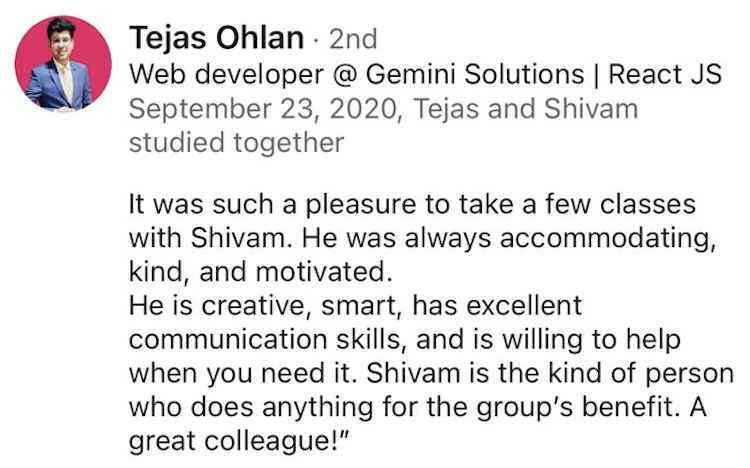 Tejas Ohlan · 2nd
Web developer @ Gemini Solutions | React JS
September 23, 2020, Tejas and Shivam
studied together
It was such a pleasure to take a few classes
with Shivam. He was always accommodating,
kind, and motivated.
He is creative, smart, has excellent
communication skills, and is willing to help
when you need it. Shivam is the kind of person
who does anything for the group’s benefit. A
great colleague!”